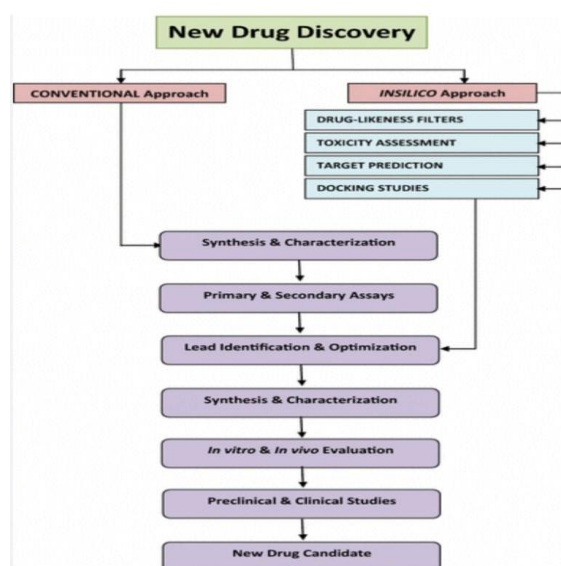 New Drug Discovery
CONVENTIONAL Approach
INSILICO Approach
DRUG-LIKENESS FILTERS
TOXICITY ASSESSMENT
TARGET PREDICTION
DOCKING STUDIES
Synthesis & Characterization
Primary & Secondary Assays
Lead Identification & Optimization
Synthesis & Characterization
In vitro & In vivo Evaluation
Preclinical & Clinical Studies
New Drug Candidate